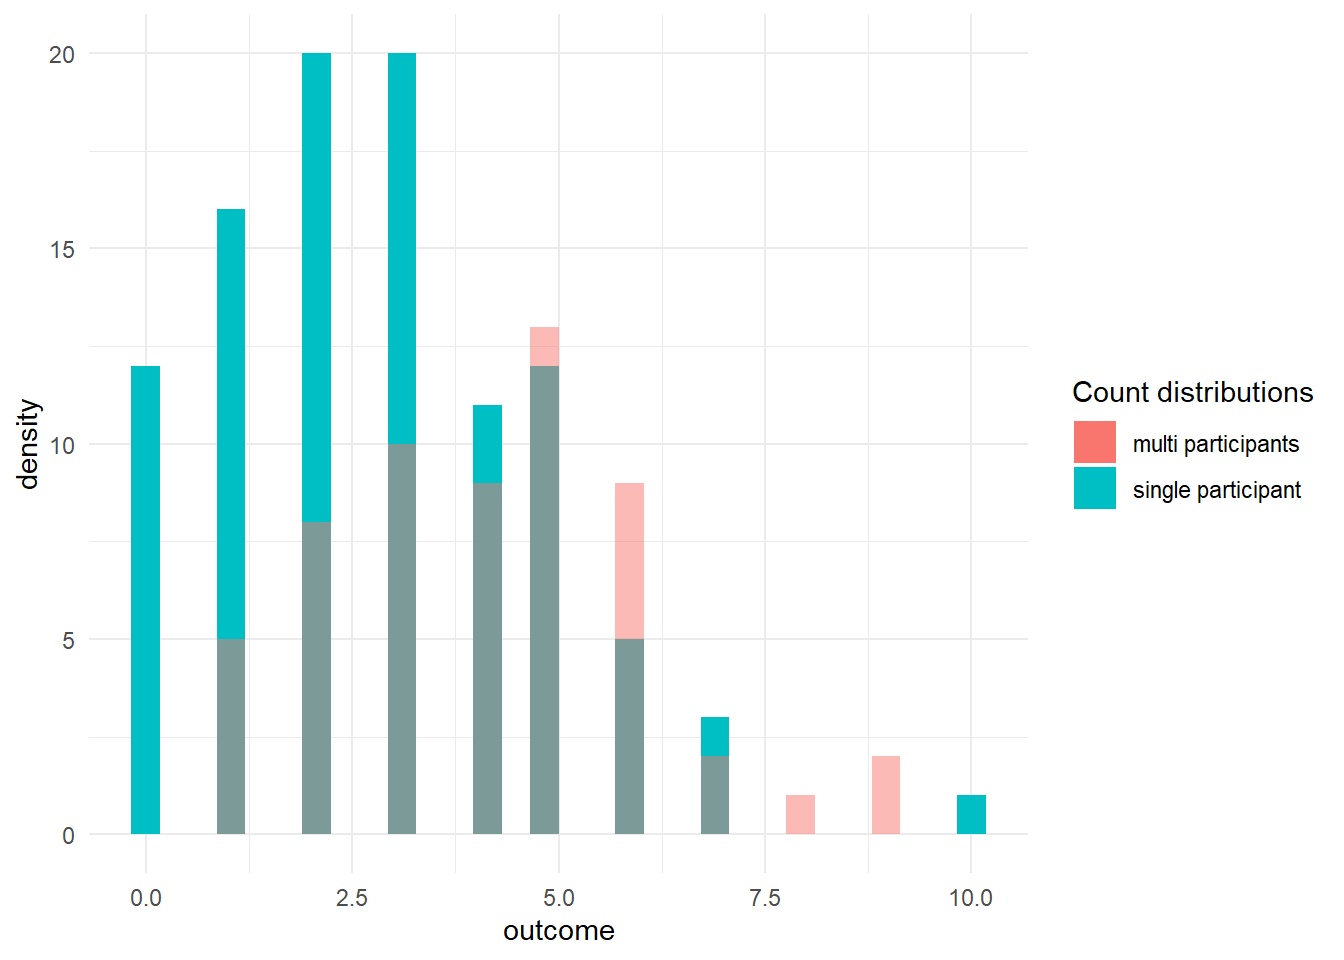 20
15
10
5
0
density
0.0 2.5 5.0 7.5 10.0
outcome
Count distributions
multi participants
single participant